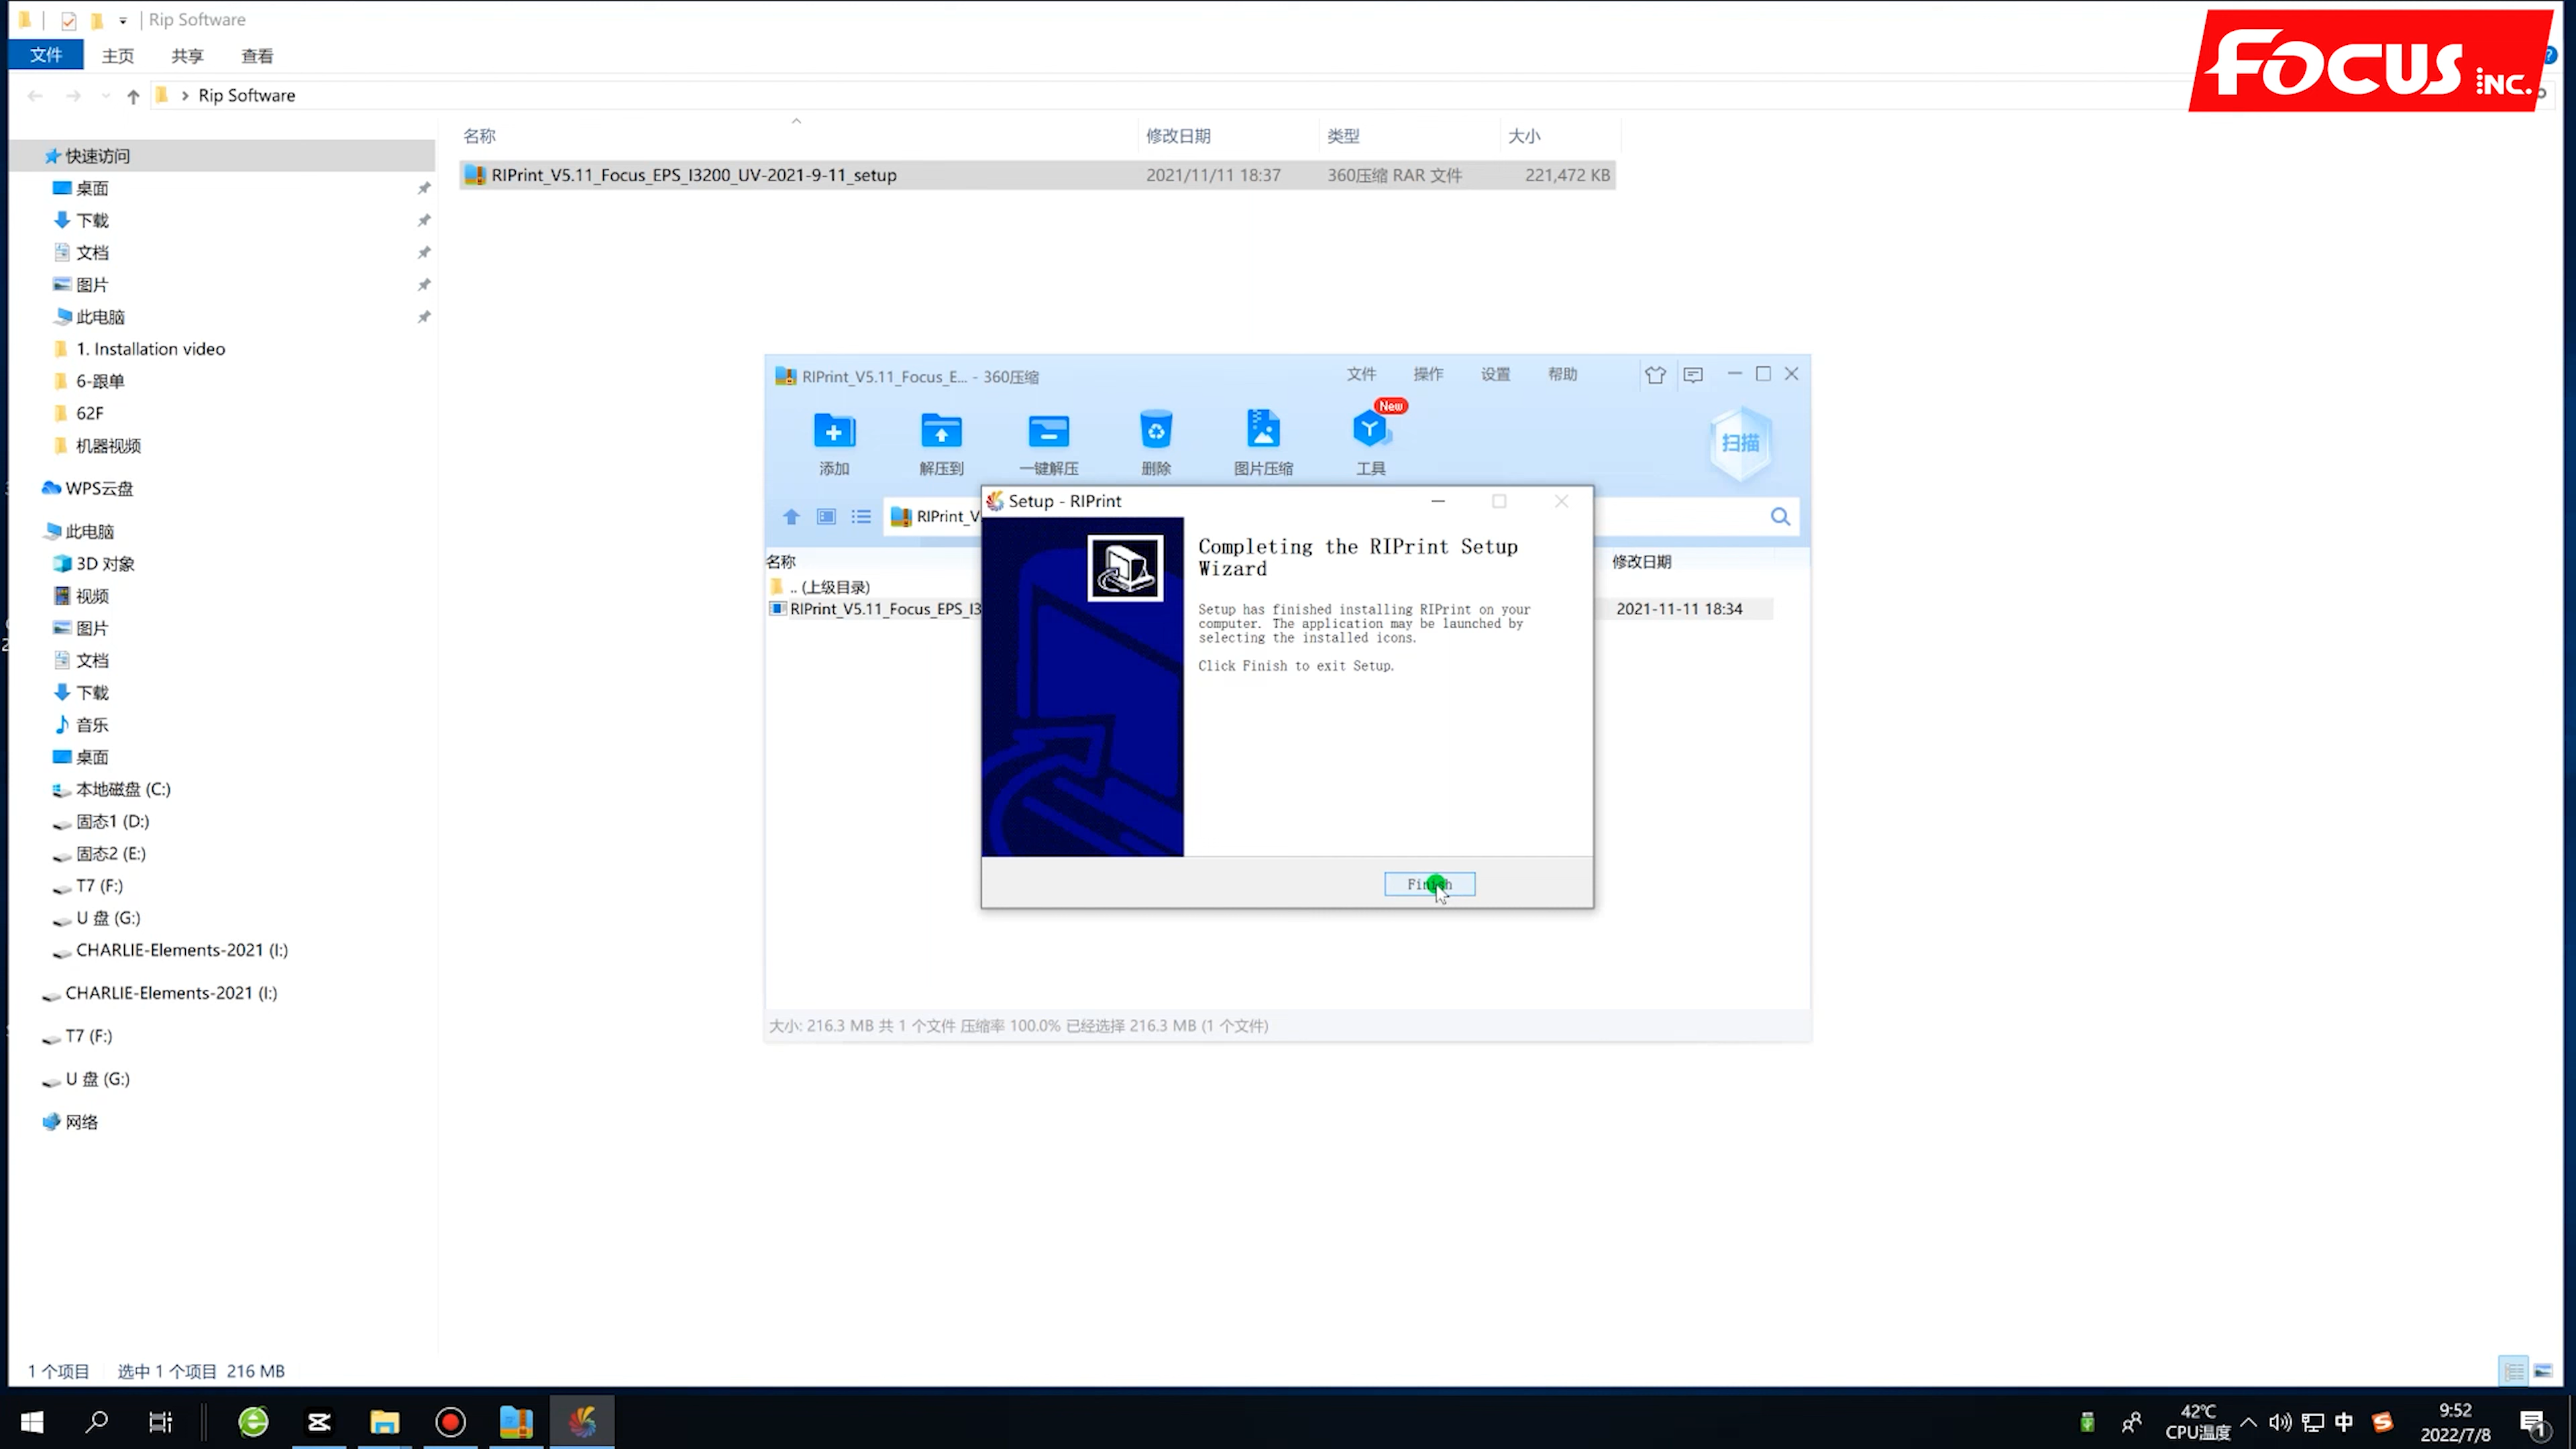 Rip Software
FOCUS INC.
文件 主页 共享 查看
Rip Software
名称 修改日期 类型 大小
RIPrint_V5.11_Focus_EPS_I3200_UV-2021-9-11_setup 2021/11/11 18:37 360压缩 RAR 文件 221,472 KB
快速访问
桌面
下载
文档
图片
此电脑
1. Installation video
6-跟单
62F
机器视频
WPS云盘
此电脑
3D 对象
视频
图片
文档
下载
音乐
桌面
本地磁盘 (C:)
固态1 (D:)
固态2 (E:)
T7 (F:)
U 盘 (G:)
CHARLIE-Elements-2021 (I:)
CHARLIE-Elements-2021 (I:)
T7 (F:)
U 盘 (G:)
网络
RIPrint_V5.11_Focus_E... - 360压缩 文件 操作 设置 帮助
New
扫描
添加 解压到 一键解压 删除 图片压缩 工具
RIPrint_V
名称 修改日期
.. (上级目录)
RIPrint_V5.11_Focus_EPS_I3 2021-11-11 18:34
Setup - RIPrint
Completing the RIPrint Setup
Wizard
Setup has finished installing RIPrint on your
computer. The application may be launched by
selecting the installed icons.
Click Finish to exit Setup.
Finish
大小: 216.3 MB 共 1 个文件 压缩率 100.0% 已经选择 216.3 MB (1 个文件)
1 个项目 选中 1 个项目 216 MB
42℃
CPU温度
中
9:52
2022/7/8
1